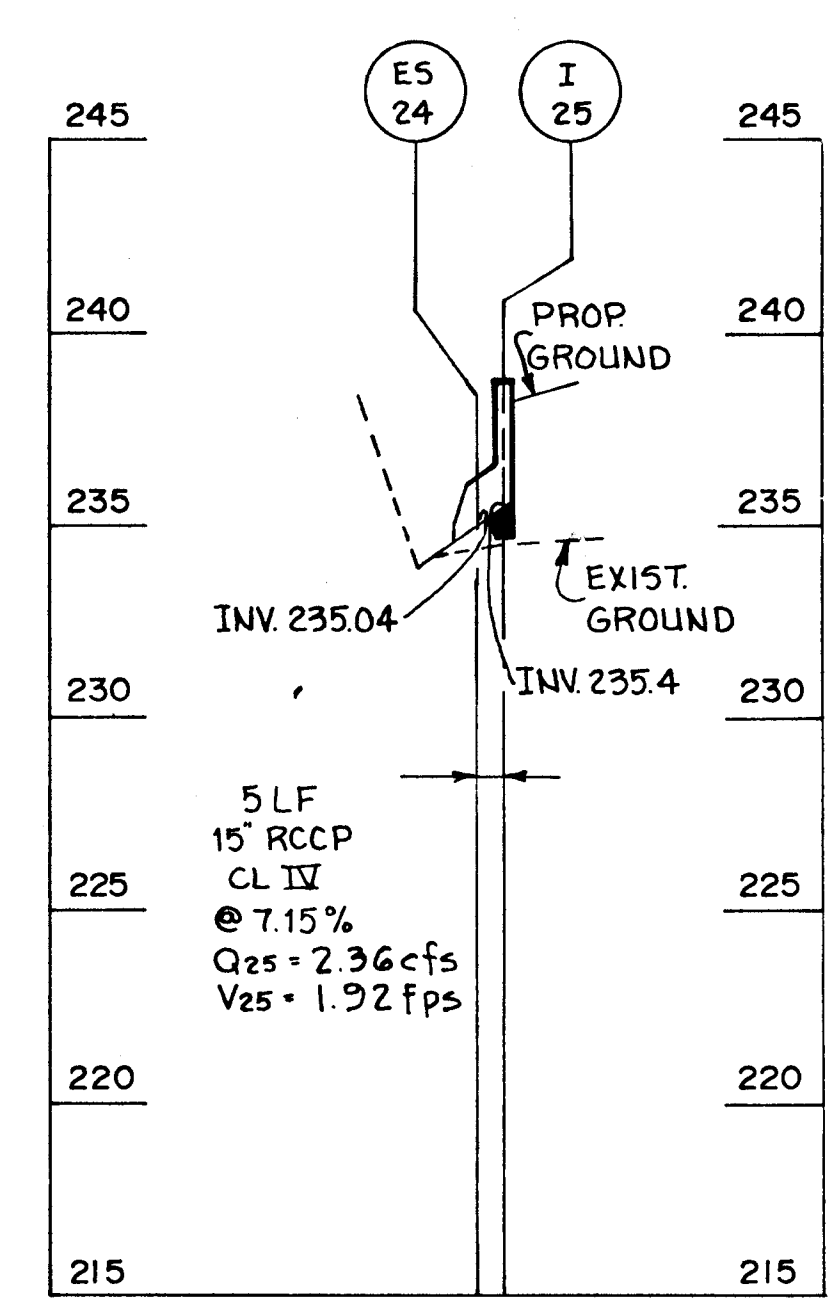 ES
24
I
25
245
245
240
240
PROP.
GROUND
235
235
EXIST.
GROUND
INV. 235.04
INV. 235.4
230
230
5 LF
15" RCCP
CL IV
@ 7.15%
Q25 = 2.36 cfs
V25 = 1.92 fps
225
225
220
220
215
215